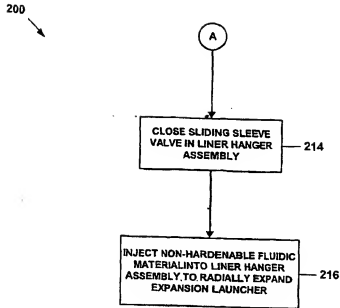 200
A
CLOSE SLIDING SLEEVE
VALVE IN LINER HANGER
ASSEMBLY
214
INJECT NON-HARDENABLE FLUIDIC
MATERIALINTO LINER HANGER
ASSEMBLY, TO RADIALLY EXPAND
EXPANSION LAUNCHER
216